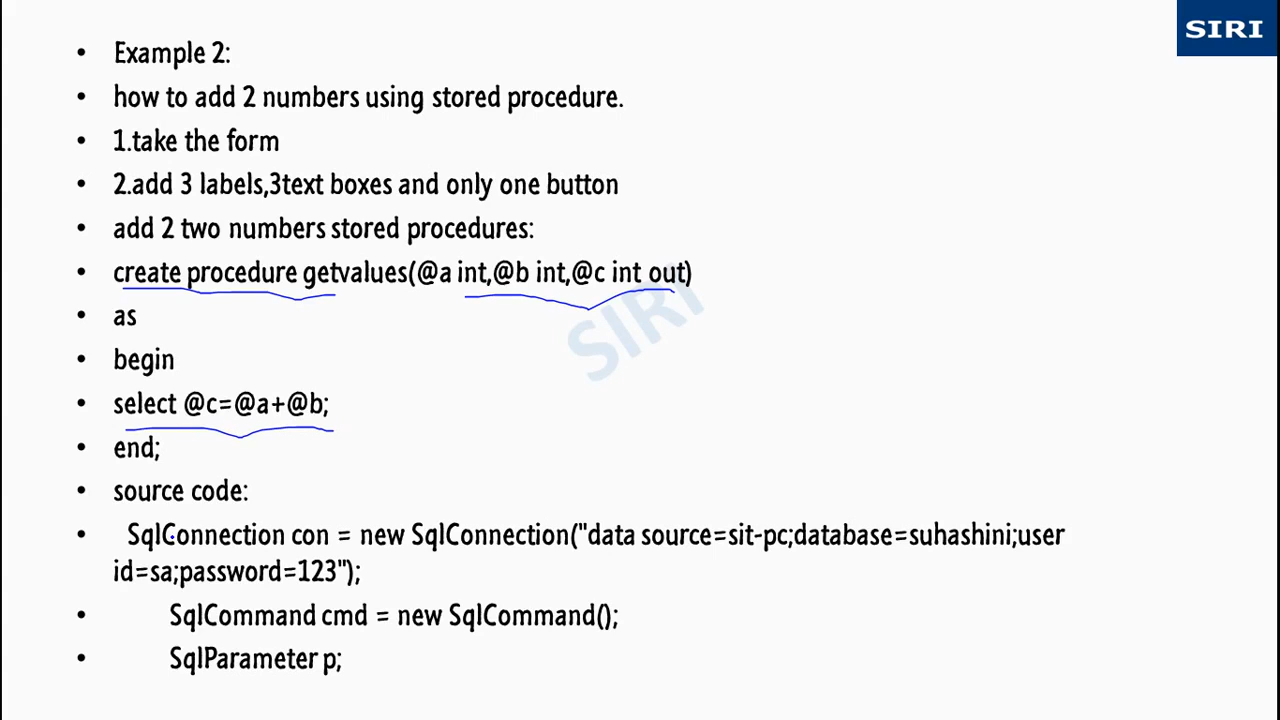 SIRI
• Example 2:
• how to add 2 numbers using stored procedure.
• 1.take the form
• 2.add 3 labels,3text boxes and only one button
• add 2 two numbers stored procedures:
• create procedure getvalues(@a int,@b int,@c int out)
• as
• begin
• select @c=@a+@b;
• end;
• source code:
• SqlConnection con = new SqlConnection("data source=sit-pc;database=suhashini;user
id=sa;password=123");
• SqlCommand cmd = new SqlCommand();
• SqlParameter p;
SIRI